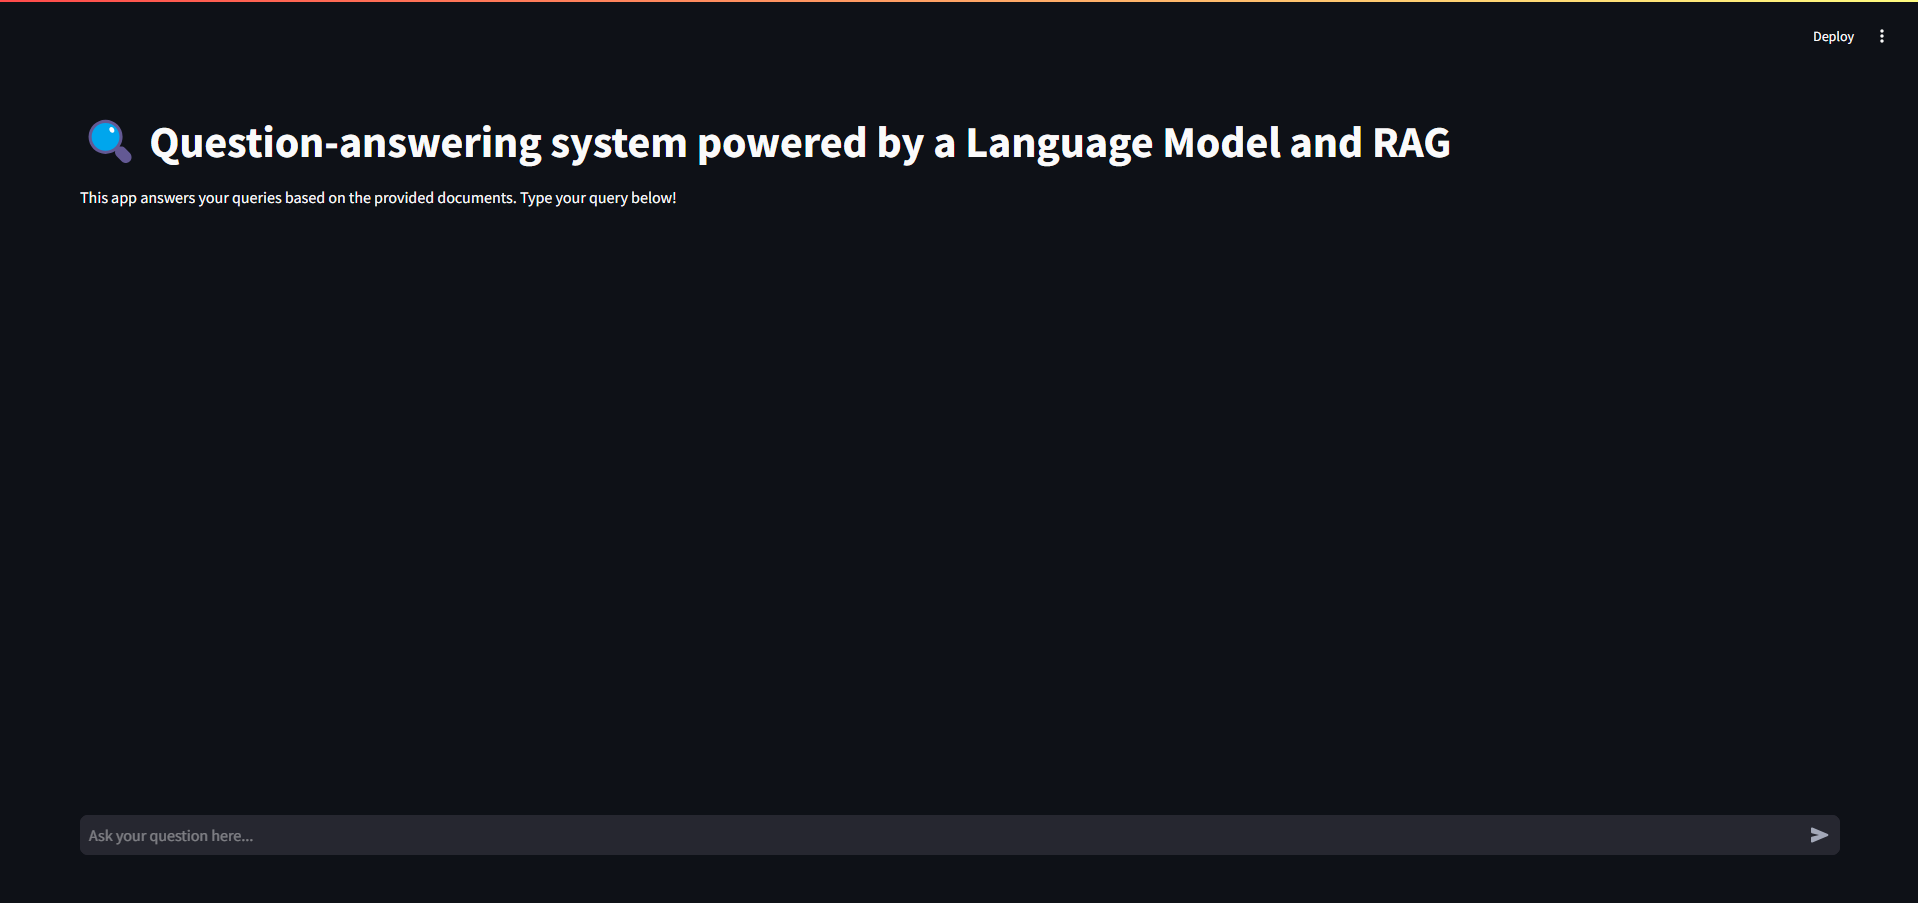 Deploy
Question-answering system powered by a Language Model and RAG
This app answers your queries based on the provided documents. Type your query below!
Ask your question here...